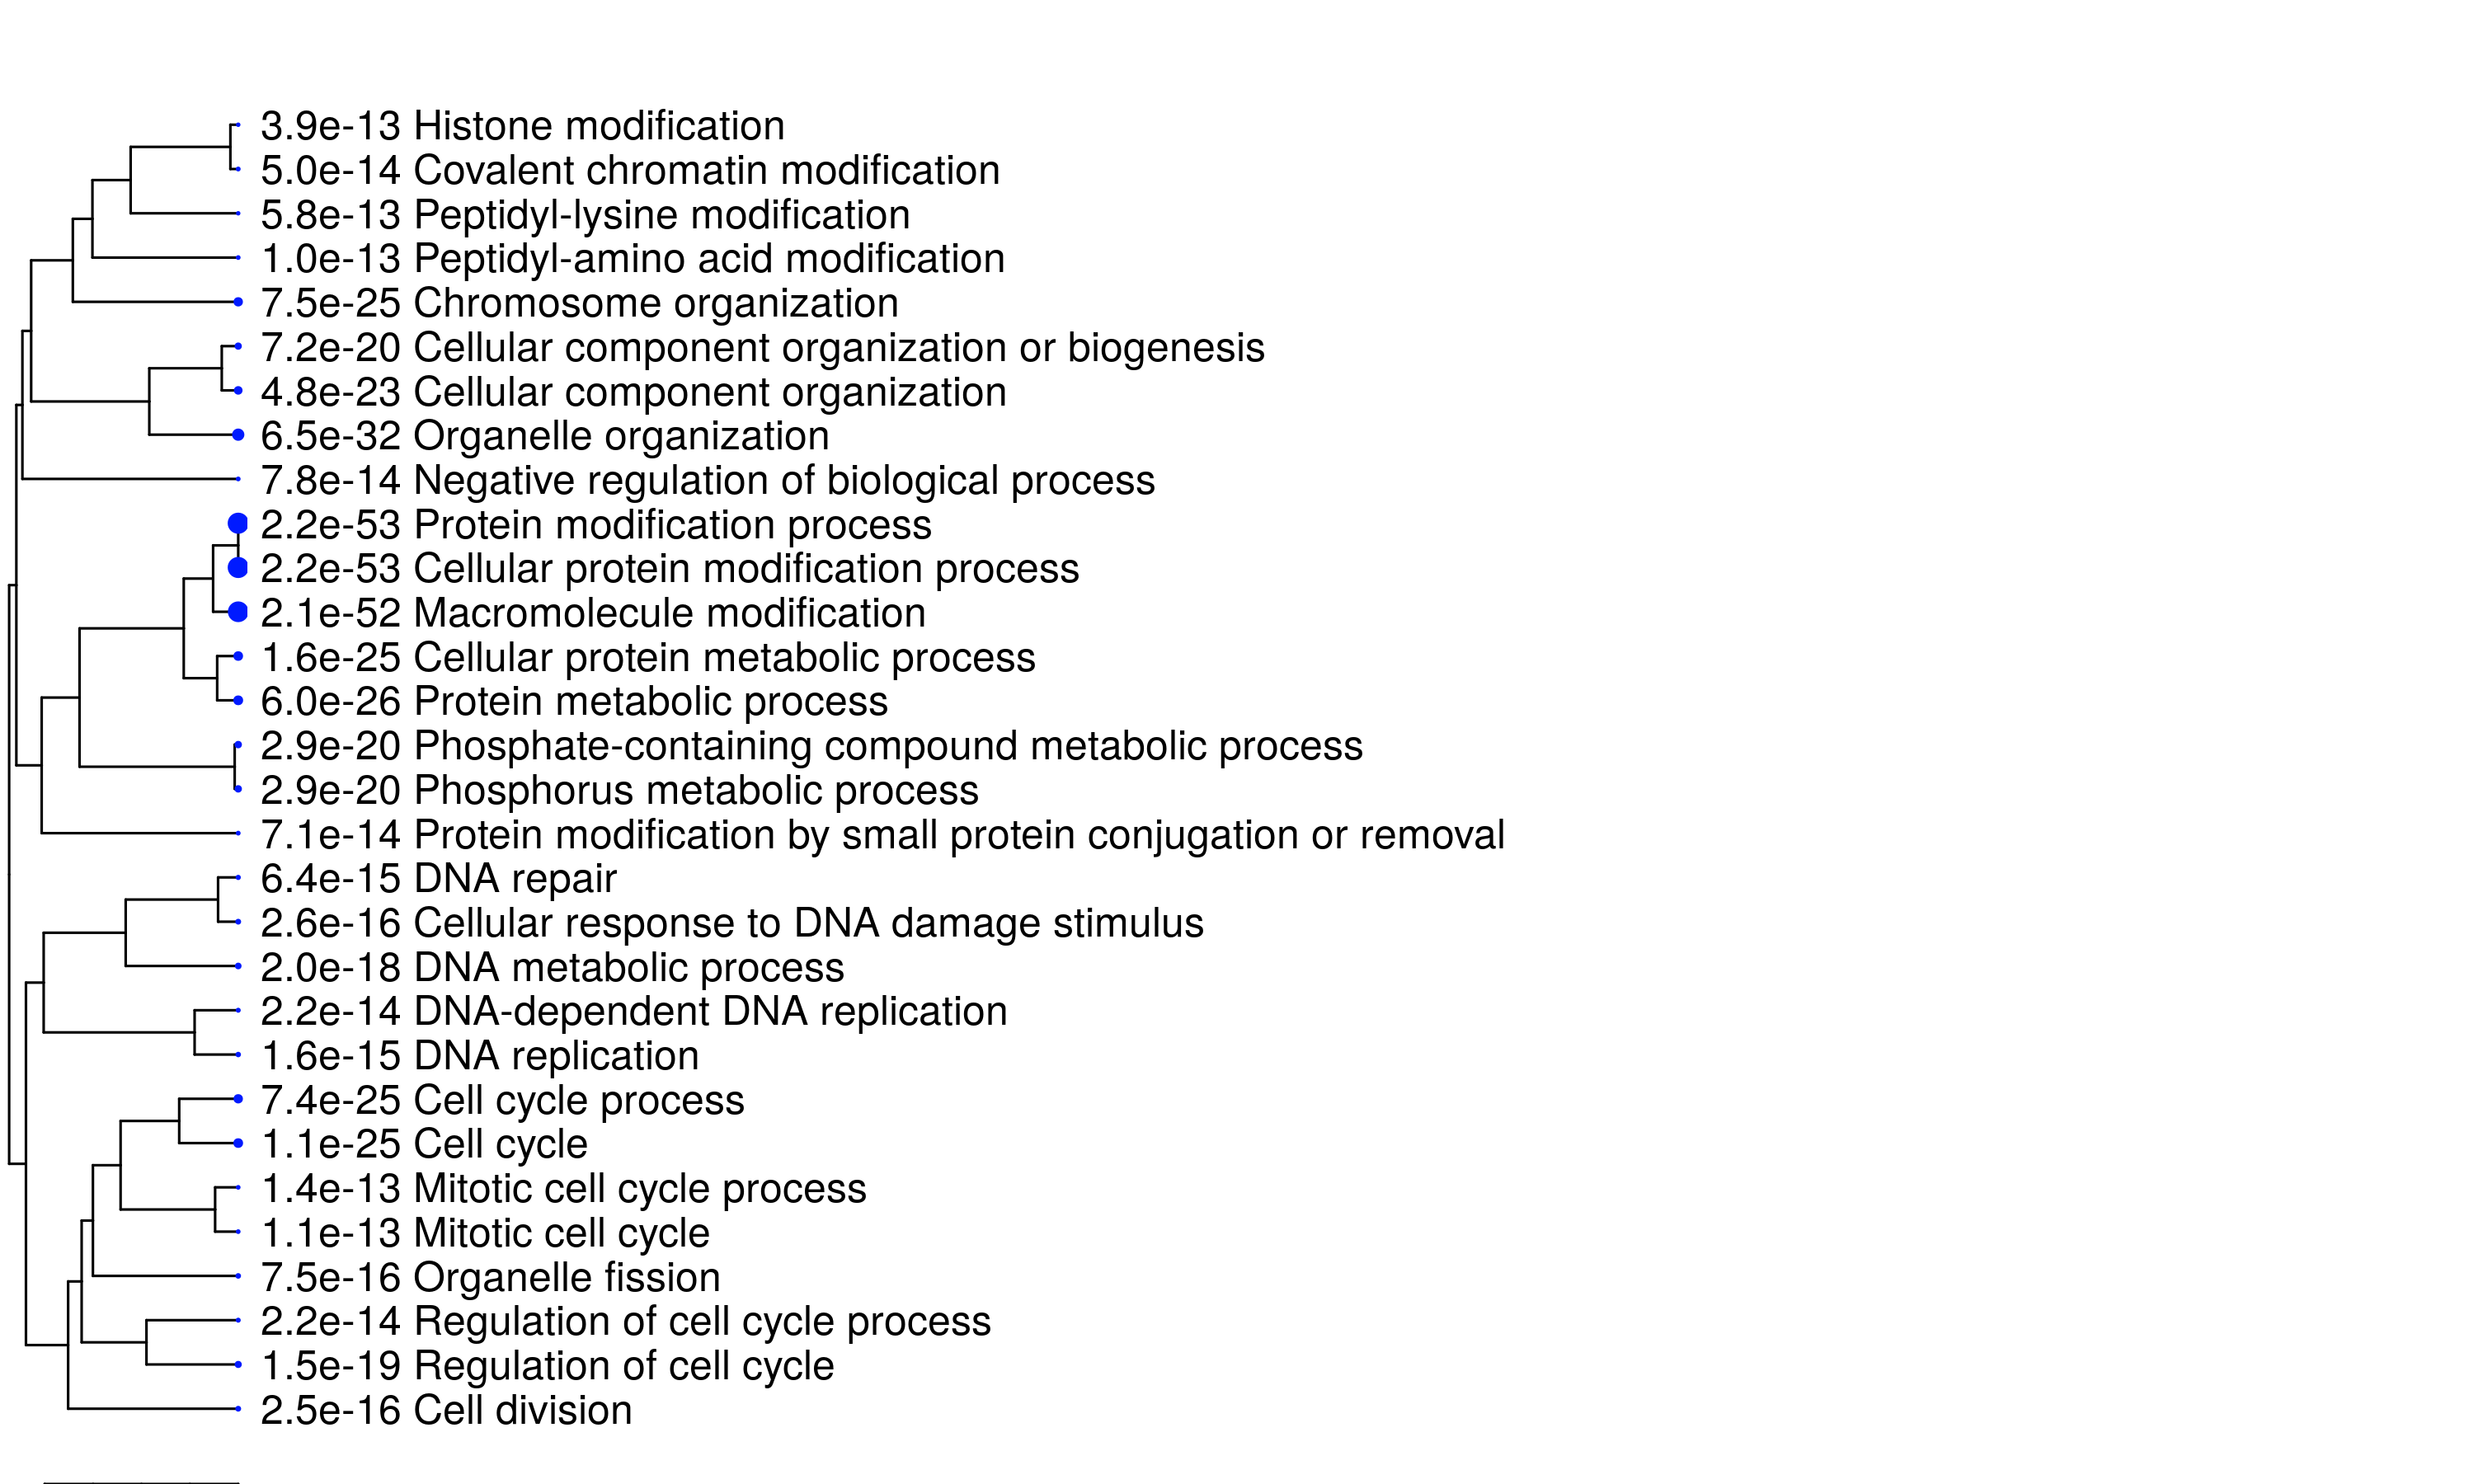 3.9e-13 Histone modification
5.0e-14 Covalent chromatin modification
5.8e-13 Peptidyl-lysine modification
1.0e-13 Peptidyl-amino acid modification
7.5e-25 Chromosome organization
7.2e-20 Cellular component organization or biogenesis
4.8e-23 Cellular component organization
6.5e-32 Organelle organization
7.8e-14 Negative regulation of biological process
2.2e-53 Protein modification process
2.2e-53 Cellular protein modification process
2.1e-52 Macromolecule modification
1.6e-25 Cellular protein metabolic process
6.0e-26 Protein metabolic process
2.9e-20 Phosphate-containing compound metabolic process
2.9e-20 Phosphorus metabolic process
7.1e-14 Protein modification by small protein conjugation or removal
6.4e-15 DNA repair
2.6e-16 Cellular response to DNA damage stimulus
2.0e-18 DNA metabolic process
2.2e-14 DNA-dependent DNA replication
1.6e-15 DNA replication
7.4e-25 Cell cycle process
1.1e-25 Cell cycle
1.4e-13 Mitotic cell cycle process
1.1e-13 Mitotic cell cycle
7.5e-16 Organelle fission
2.2e-14 Regulation of cell cycle process
1.5e-19 Regulation of cell cycle
2.5e-16 Cell division